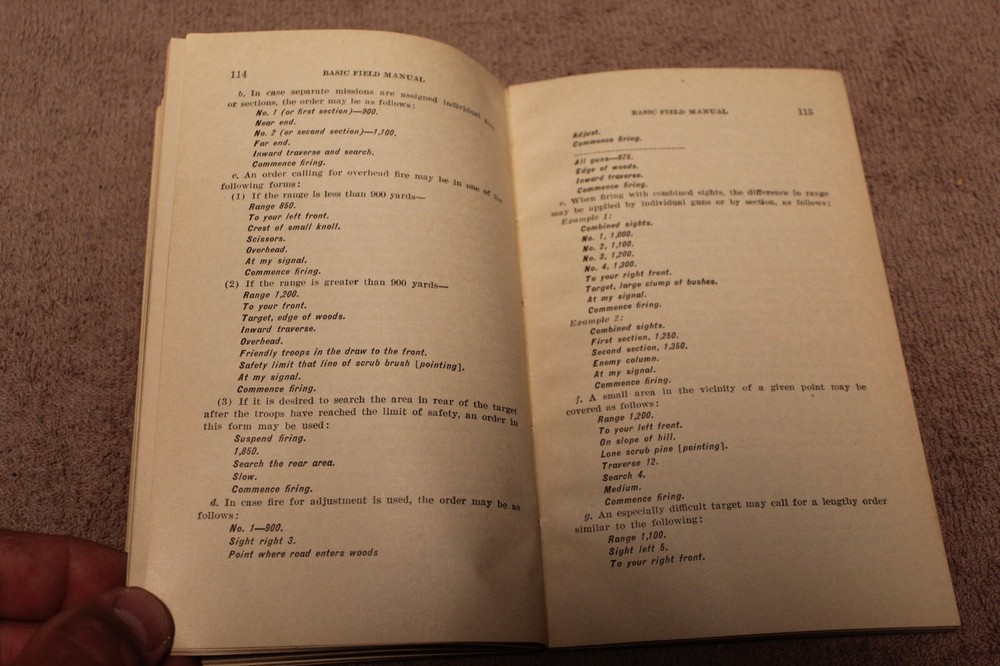 114 BASIC FIELD MANUAL
b. In case separate missions are assigned individual guns
or sections, the order may be as follows:
No. 1 (or first section)—900.
Near end.
No. 2 (or second section)—1,100.
Far end.
Inward traverse and search.
Commence firing.
c. An order calling for overhead fire may be in one of the
following forms:
(1) If the range is less than 900 yards—
Range 850.
To your left front.
Crest of small knoll.
Scissors.
Overhead.
At my signal.
Commence firing.
(2) If the range is greater than 900 yards—
Range 1,200.
To your front.
Target, edge of woods.
Inward traverse.
Overhead.
Friendly troops in the draw to the front.
Safety limit that line of scrub brush [pointing].
At my signal.
Commence firing.
(3) If it is desired to search the area in rear of the target
after the troops have reached the limit of safety, an order in
this form may be used:
Suspend firing.
1,850.
Search the rear area.
Slow.
Commence firing.
d. In case fire for adjustment is used, the order may be as
follows:
No. 1—900.
Sight right 3.
Point where road enters woods
BASIC FIELD MANUAL 115
Adjust.
Commence firing.
All guns—975.
Edge of woods.
Inward traverse.
Commence firing.
e. When firing with combined sights, the difference in range
may be applied by individual guns or by section, as follows:
Example 1:
Combined sights.
No. 1, 1,000.
No. 2, 1,100.
No. 3, 1,200.
No. 4, 1,300.
To your right front.
Target, large clump of bushes.
At my signal.
Commence firing.
Example 2:
Combined sights.
First section, 1,250.
Second section, 1,350.
Enemy column.
At my signal.
Commence firing.
f. A small area in the vicinity of a given point may be
covered as follows:
Range 1,200.
To your left front.
On slope of hill.
Lone scrub pine [pointing].
Traverse 12.
Search 4.
Medium.
Commence firing.
g. An especially difficult target may call for a lengthy order
similar to the following:
Range 1,100.
Sight left 5.
To your right front.